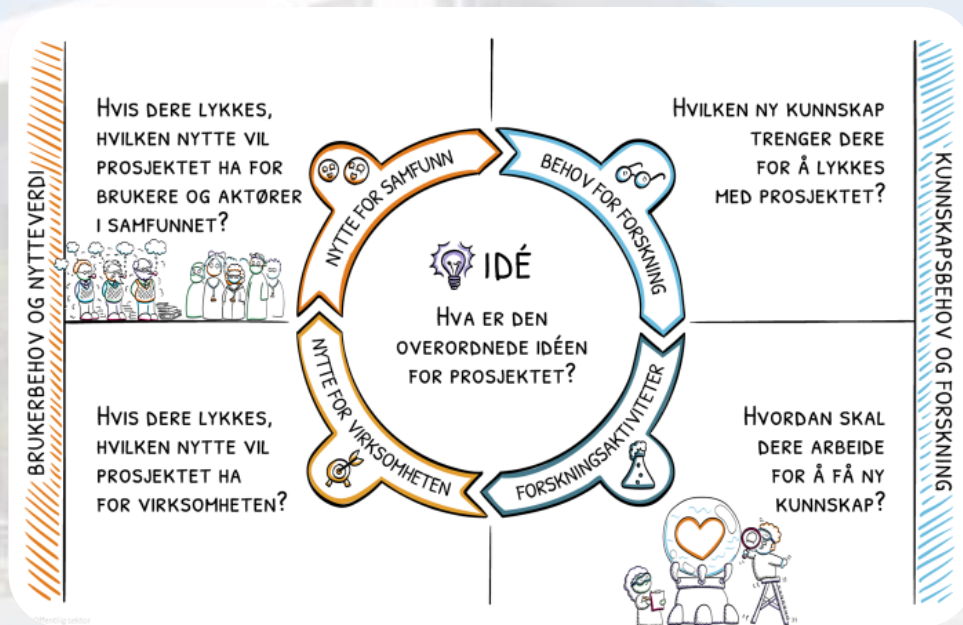 BRUKERBEHOV OG NYTTEVERDI
HVIS DERE LYKKES,
HVILKEN NYTTE VIL
PROSJEKTET HA FOR
BRUKERE OG AKTØRER
I SAMFUNNET?
NYTTE FOR SAMFUNN
BEHOV FOR FORSKNING
HVILKEN NY KUNNSKAP
TRENGER DERE
FOR Å LYKKES
MED PROSJEKTET?
KUNNSKAPSBEHOV OG FORSKNING
IDÉ
HVA ER DEN
OVERORDNEDE IDÉEN
FOR PROSJEKTET?
HVIS DERE LYKKES,
HVILKEN NYTTE VIL
PROSJEKTET HA
FOR VIRKSOMHETEN?
NYTTE FOR VIRKSOMHETEN
FORSKNINGSAKTIVITETER
HVORDAN SKAL
DERE ARBEIDE
FOR Å FÅ NY
KUNNSKAP?
Offentlig sektor